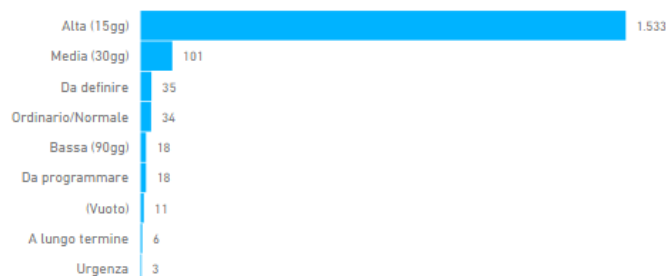 Alta (15gg) 1.533
Media (30gg) 101
Da definire 35
Ordinario/Normale 34
Bassa (90gg) 18
Da programmare 18
(Vuoto) 11
A lungo termine 6
Urgenza 3